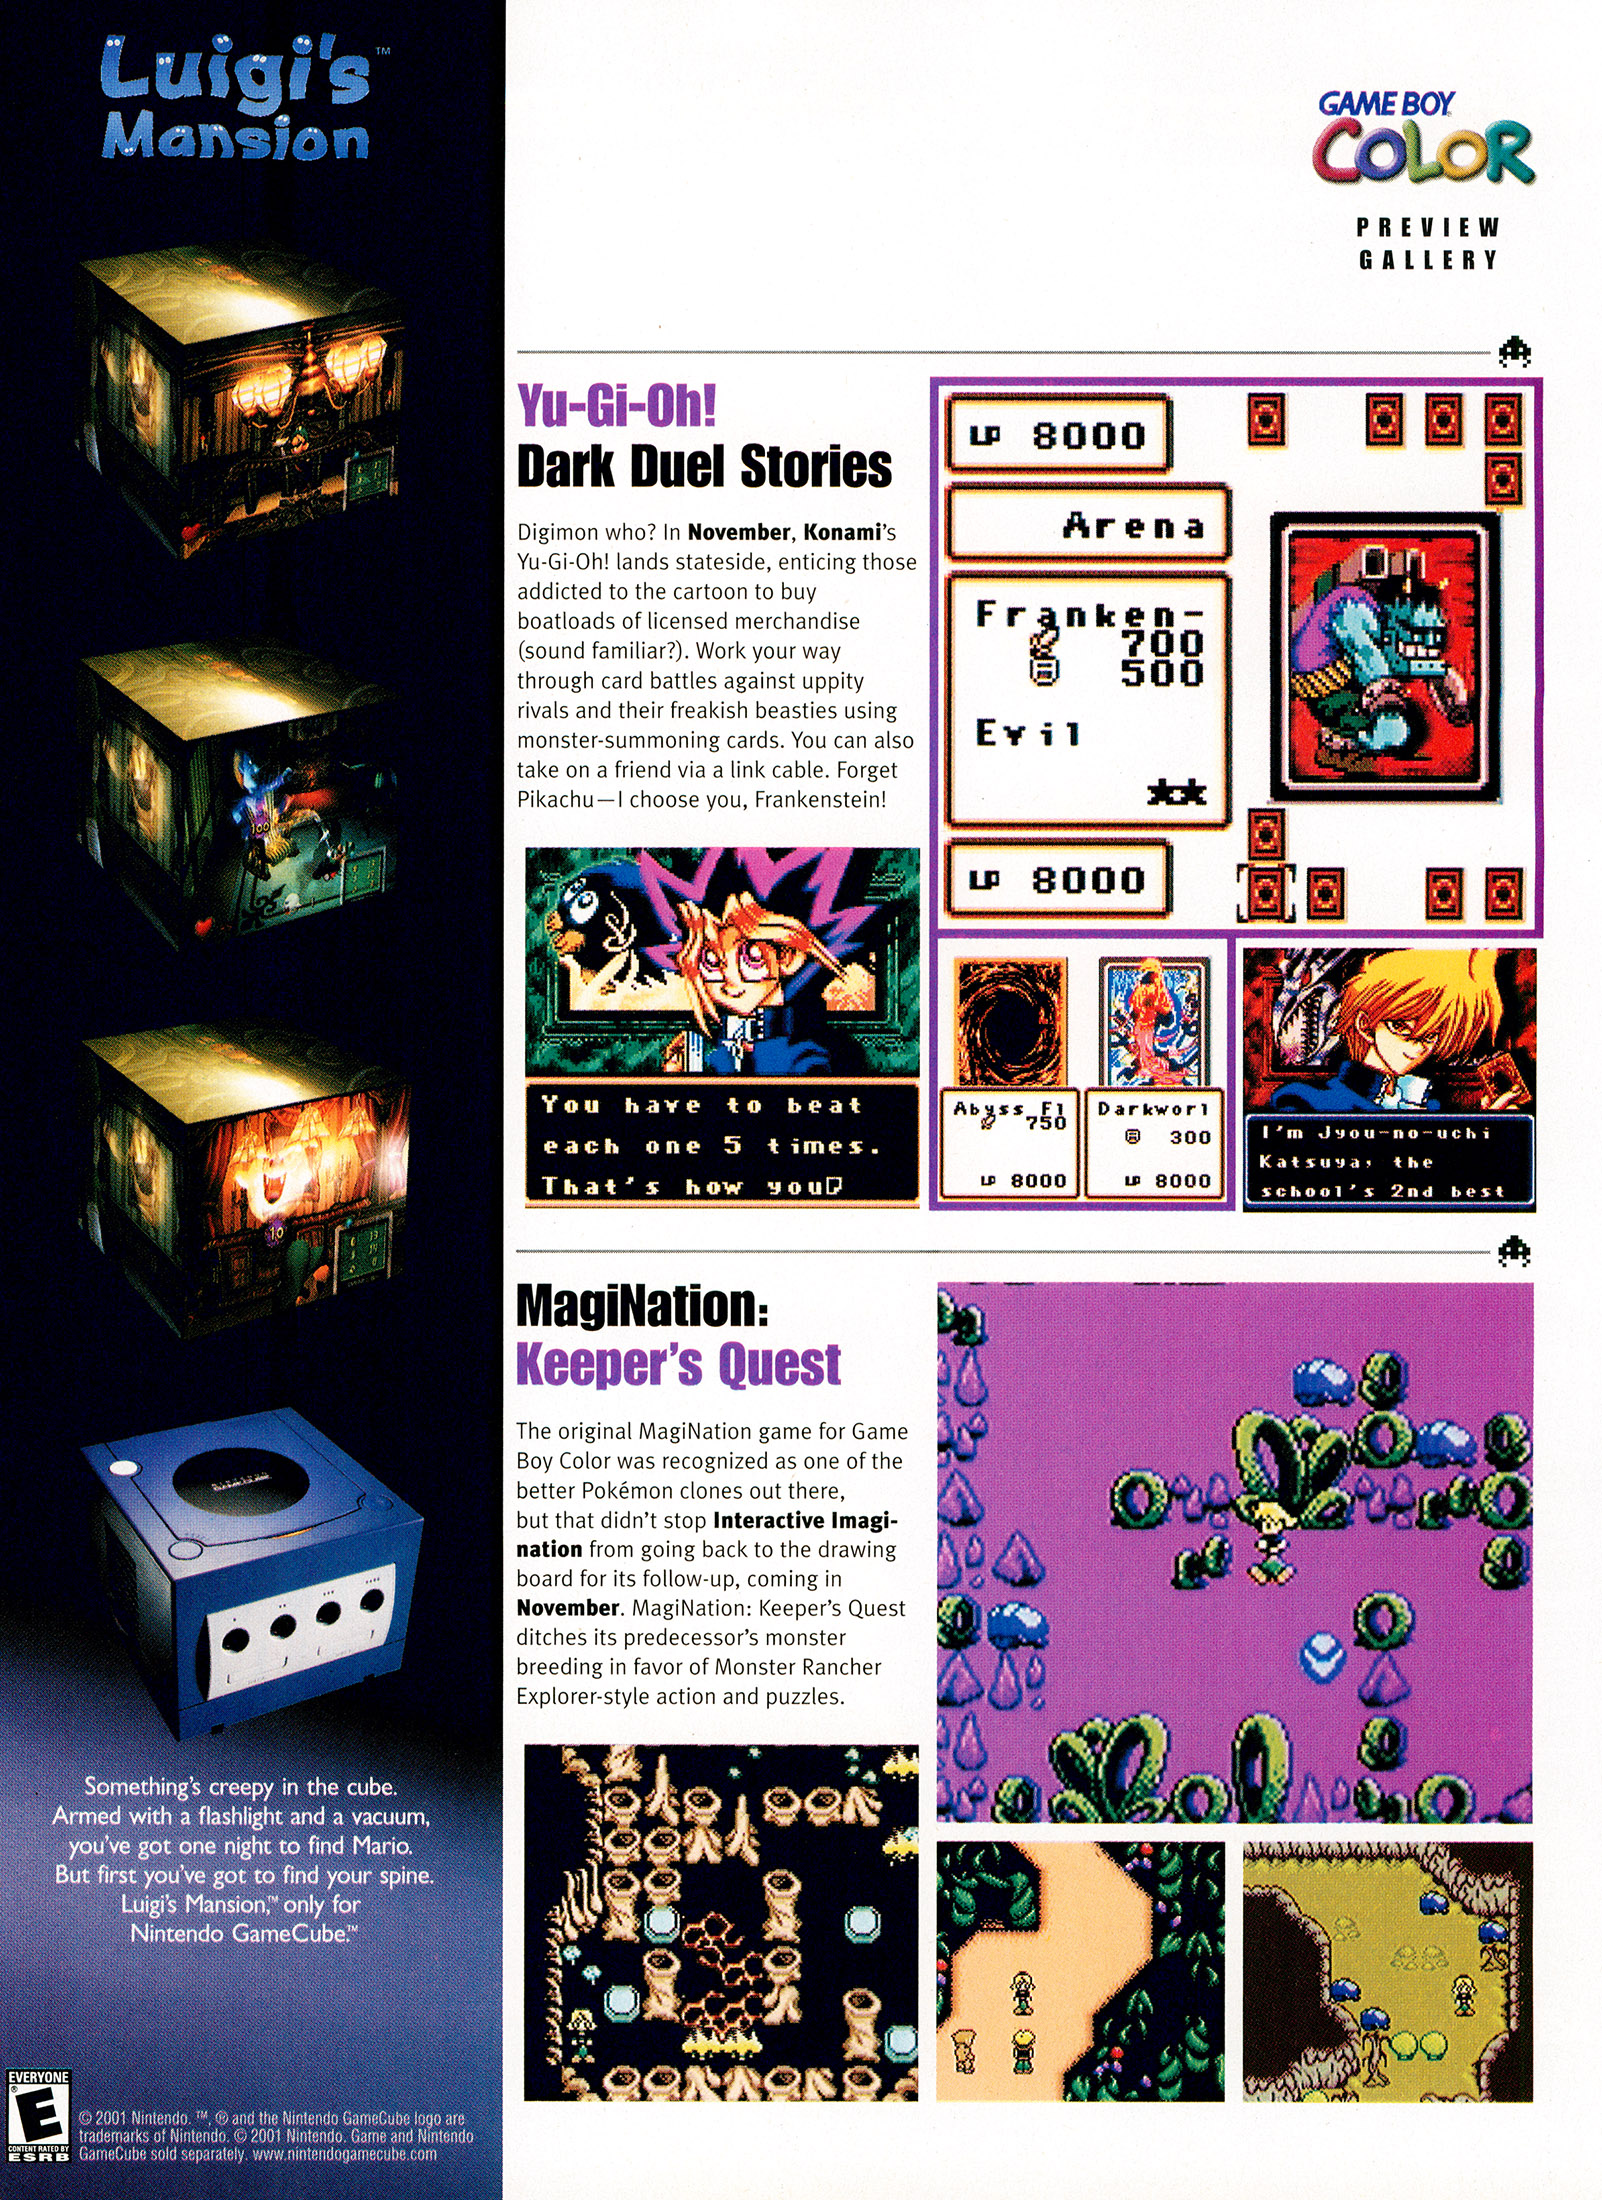 Luigi's™
Mansion
Something's creepy in the cube.
Armed with a flashlight and a vacuum,
you've got one night to find Mario.
But first you've got to find your spine.
Luigi's Mansion,™ only for
Nintendo GameCube.™
EVERYONE
E
CONTENT RATED BY
ESRB
© 2001 Nintendo. ™, ® and the Nintendo GameCube logo are
trademarks of Nintendo. © 2001 Nintendo. Game and Nintendo
GameCube sold separately. www.nintendogamecube.com
GAME BOY
COLOR
PREVIEW
GALLERY
Yu-Gi-Oh!
Dark Duel Stories
Digimon who? In November, Konami's
Yu-Gi-Oh! lands stateside, enticing those
addicted to the cartoon to buy
boatloads of licensed merchandise
(sound familiar?). Work your way
through card battles against uppity
rivals and their freakish beasties using
monster-summoning cards. You can also
take on a friend via a link cable. Forget
Pikachu—I choose you, Frankenstein!
LP 8000
Arena
Franken-
700
500
Evil
LP 8000
You have to beat
each one 5 times.
That's how you
Abyss Fl
750
LP 8000
Darkworl
300
LP 8000
I'm Jyou-no-uchi
Katsuya, the
school's 2nd best
MagiNation:
Keeper's Quest
The original MagiNation game for Game
Boy Color was recognized as one of the
better Pokémon clones out there,
but that didn't stop Interactive Imagi-
nation from going back to the drawing
board for its follow-up, coming in
November. MagiNation: Keeper's Quest
ditches its predecessor's monster
breeding in favor of Monster Rancher
Explorer-style action and puzzles.